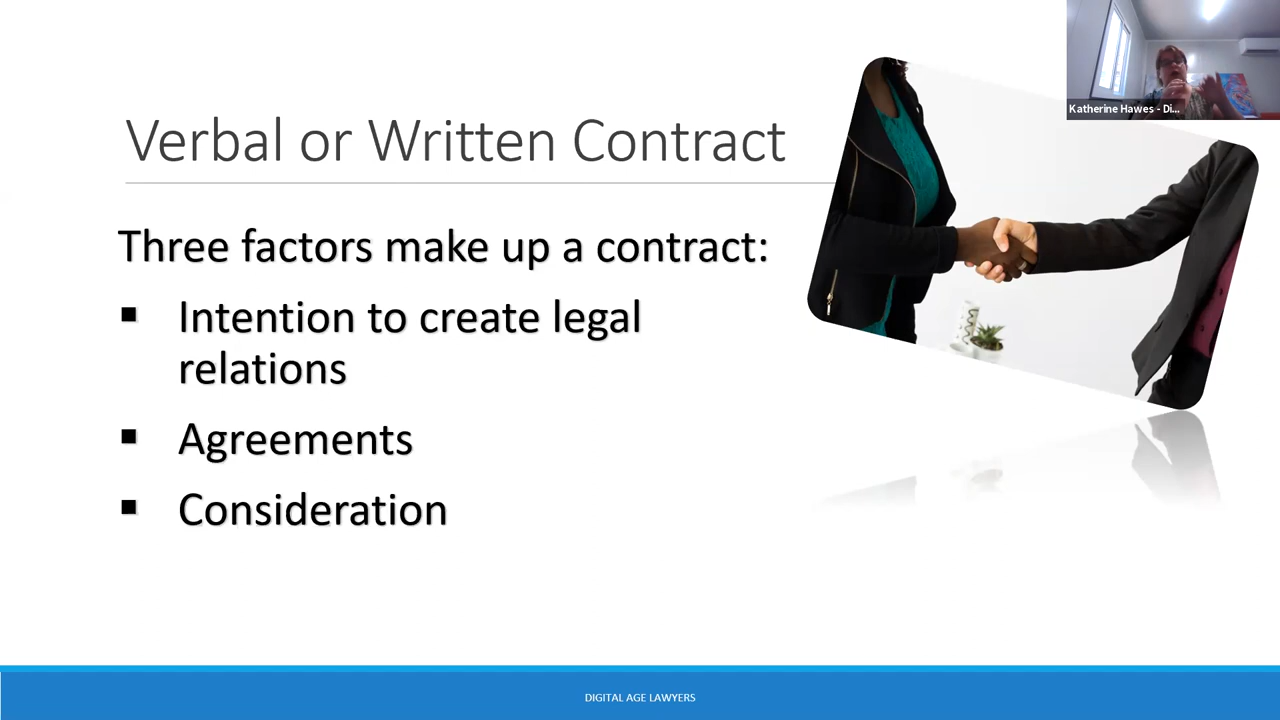 Katherine Hawes - Di...
Verbal or Written Contract
Three factors make up a contract:
▪ Intention to create legal
relations
▪ Agreements
▪ Consideration
DIGITAL AGE LAWYERS